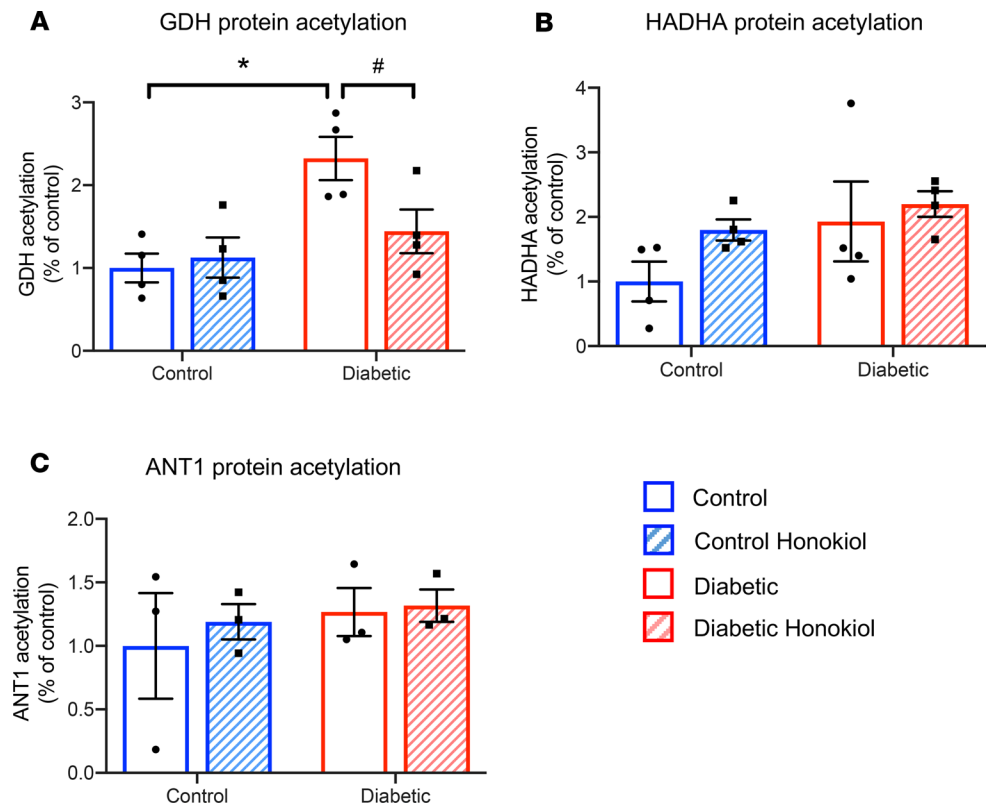 A
GDH protein acetylation
*
#
GDH acetylation
(% of control)
3
2
1
0
Control
Diabetic
B
HADHA protein acetylation
HADHA acetylation
(% of control)
4
3
2
1
0
Control
Diabetic
C
ANT1 protein acetylation
ANT1 acetylation
(% of control)
2.0
1.5
1.0
0.5
0.0
Control
Diabetic
Control
Control Honokiol
Diabetic
Diabetic Honokiol